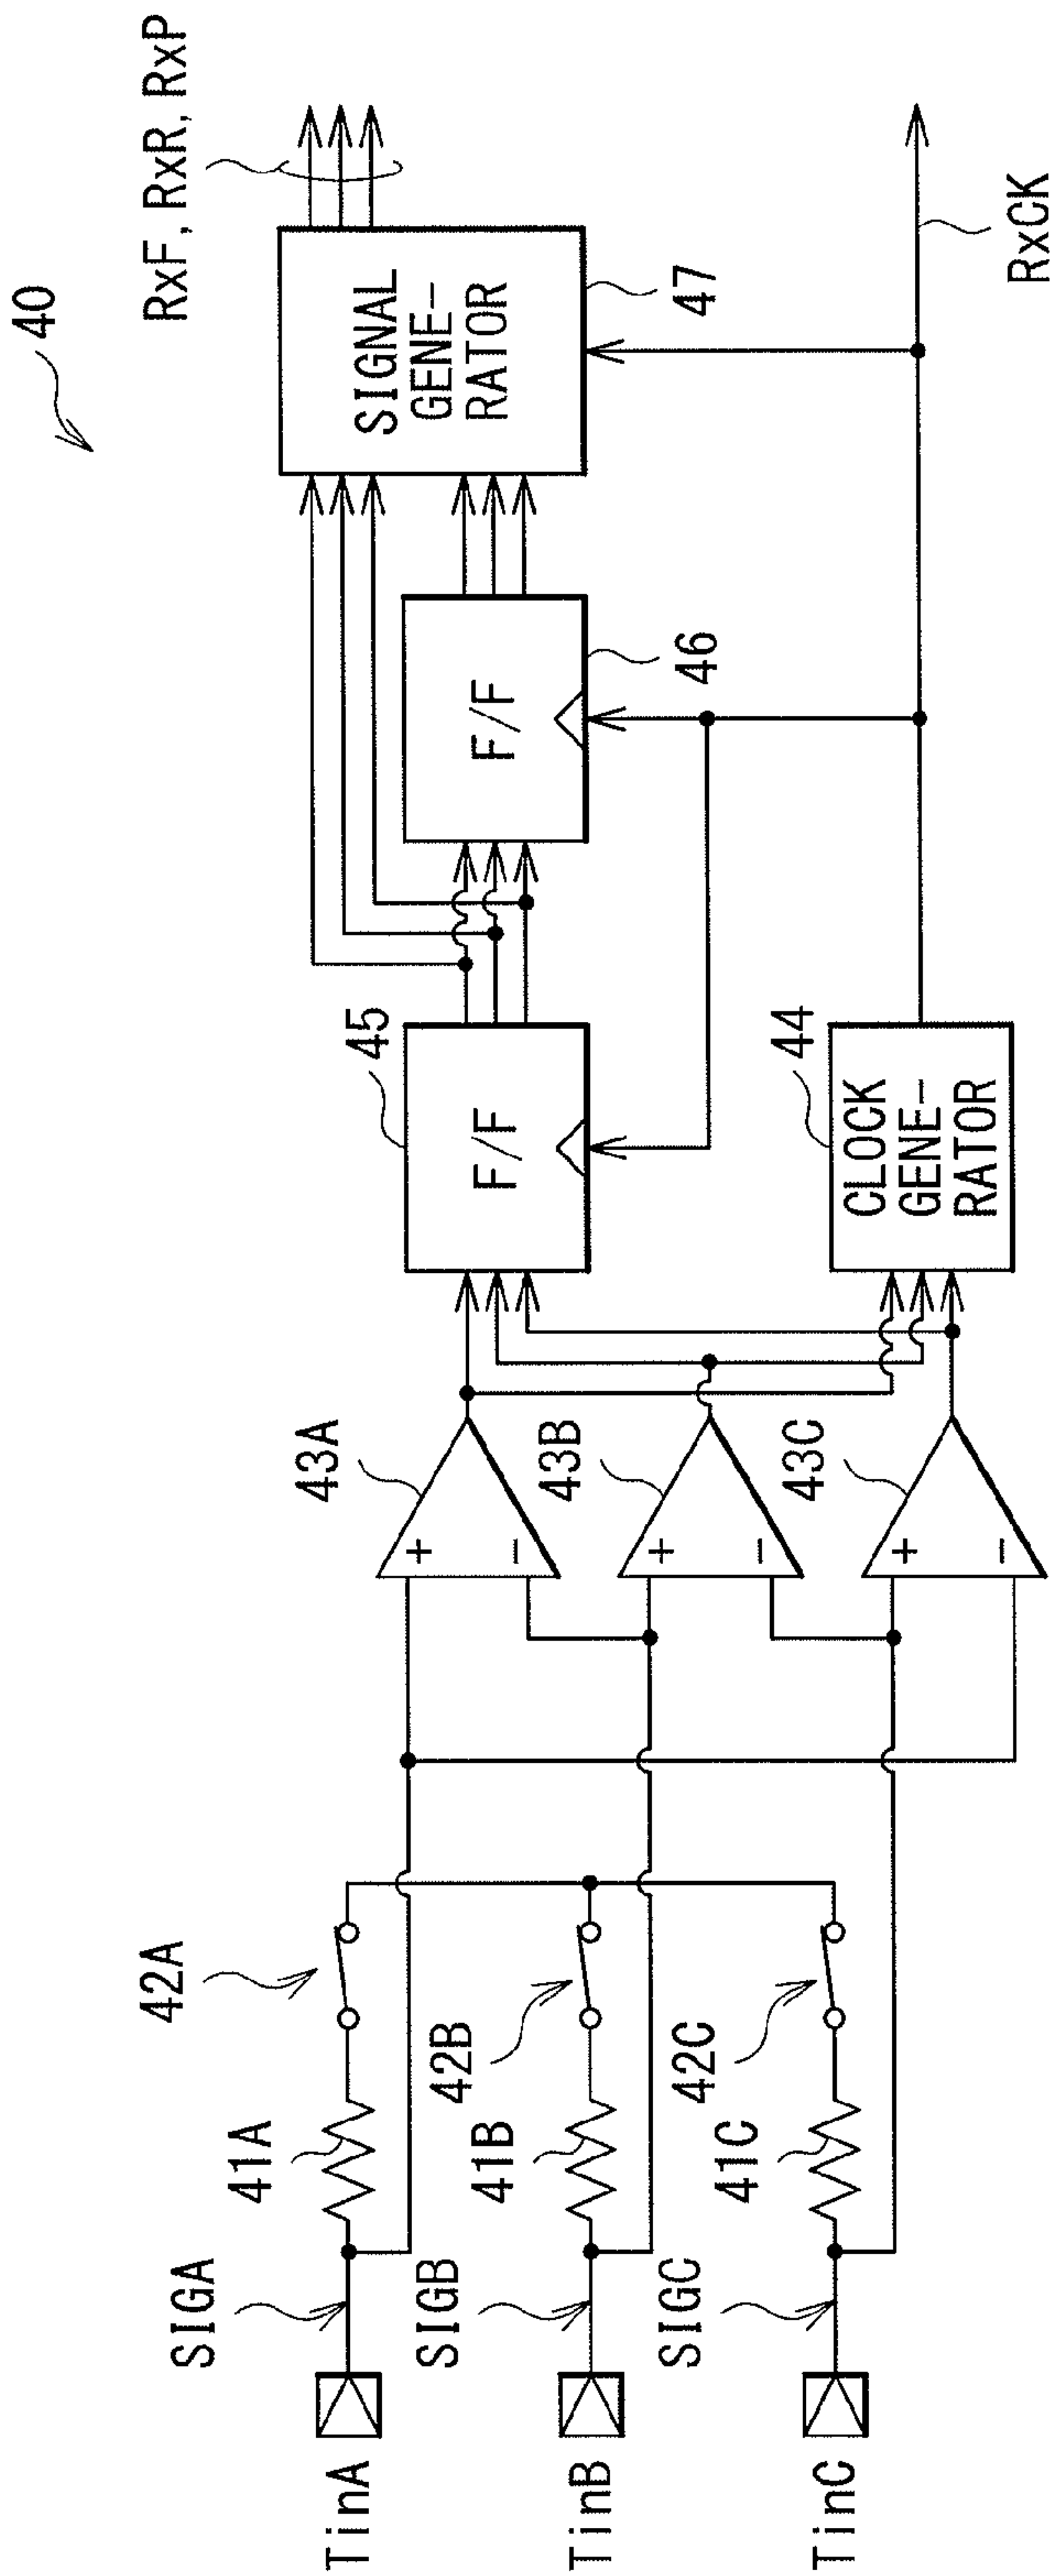 40
RxF, RxR, RxP
SIGNAL
GENE-
RATOR
47
F/F
46
F/F
45
CLOCK
GENE-
RATOR
44
RxCK
43A
+
-
43B
+
-
43C
+
-
42A
41A
SIGA
TinA
42B
41B
SIGB
TinB
42C
41C
SIGC
TinC